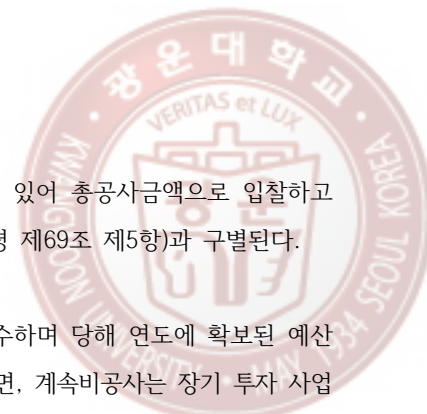 광운대학교
VERITAS et LUX
KWANGWOON UNIVERSITY · MAY 1934 SEOUL KOREA
있어 총공사금액으로 입찰하고
제69조 제5항)과 구별된다.
수하며 당해 연도에 확보된 예산
면, 계속비공사는 장기 투자 사업